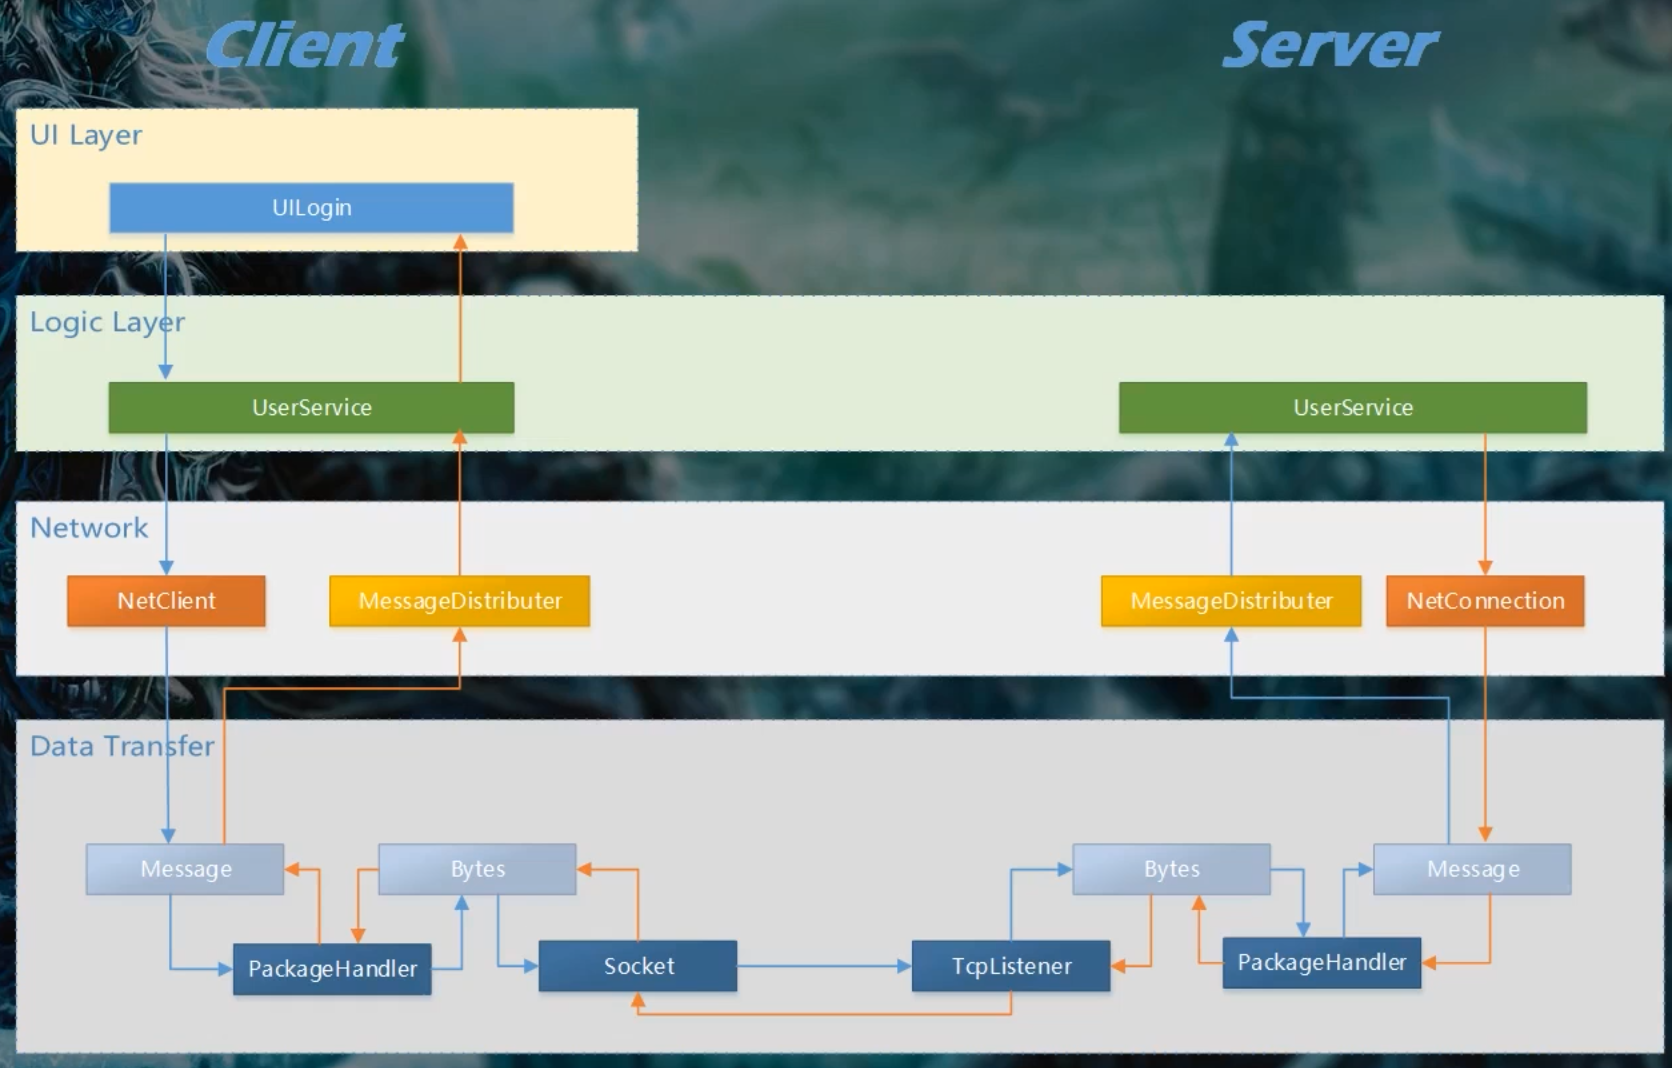 Client
Server
UI Layer
UILogin
Logic Layer
UserService
UserService
Network
NetClient
MessageDistributer
MessageDistributer
NetConnection
Data Transfer
Message
Bytes
Bytes
Message
PackageHandler
Socket
TcpListener
PackageHandler